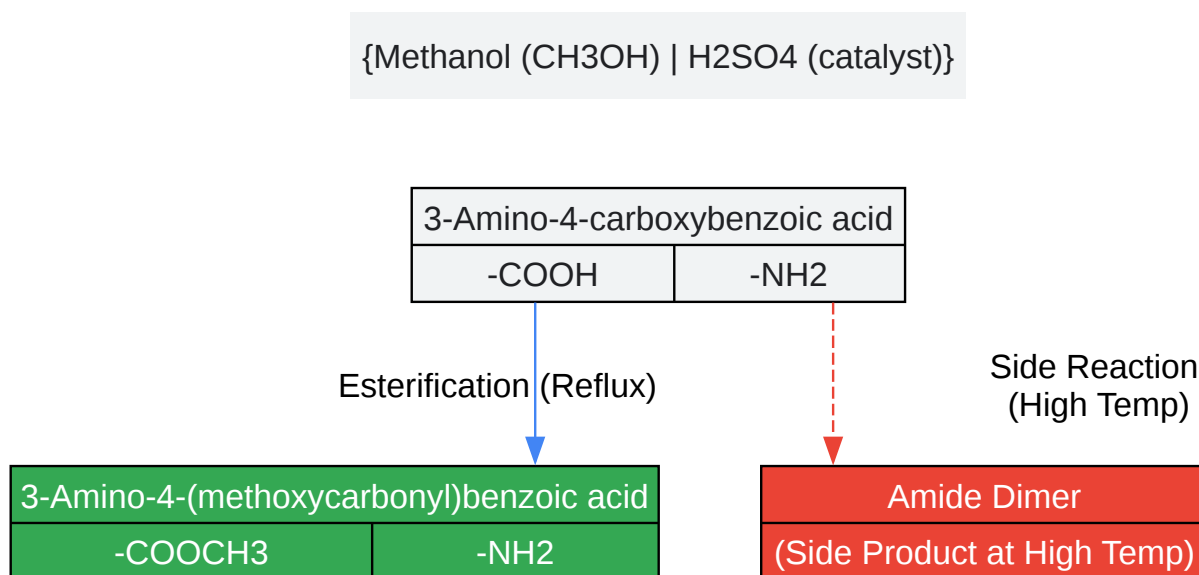 {Methanol (CH3OH) | H2SO4 (catalyst)}
3-Amino-4-carboxybenzoic acid
-COOH
-NH2
Esterification (Reflux)
Side Reaction
(High Temp)
3-Amino-4-(methoxycarbonyl)benzoic acid
-COOCH3
-NH2
Amide Dimer
(Side Product at High Temp)